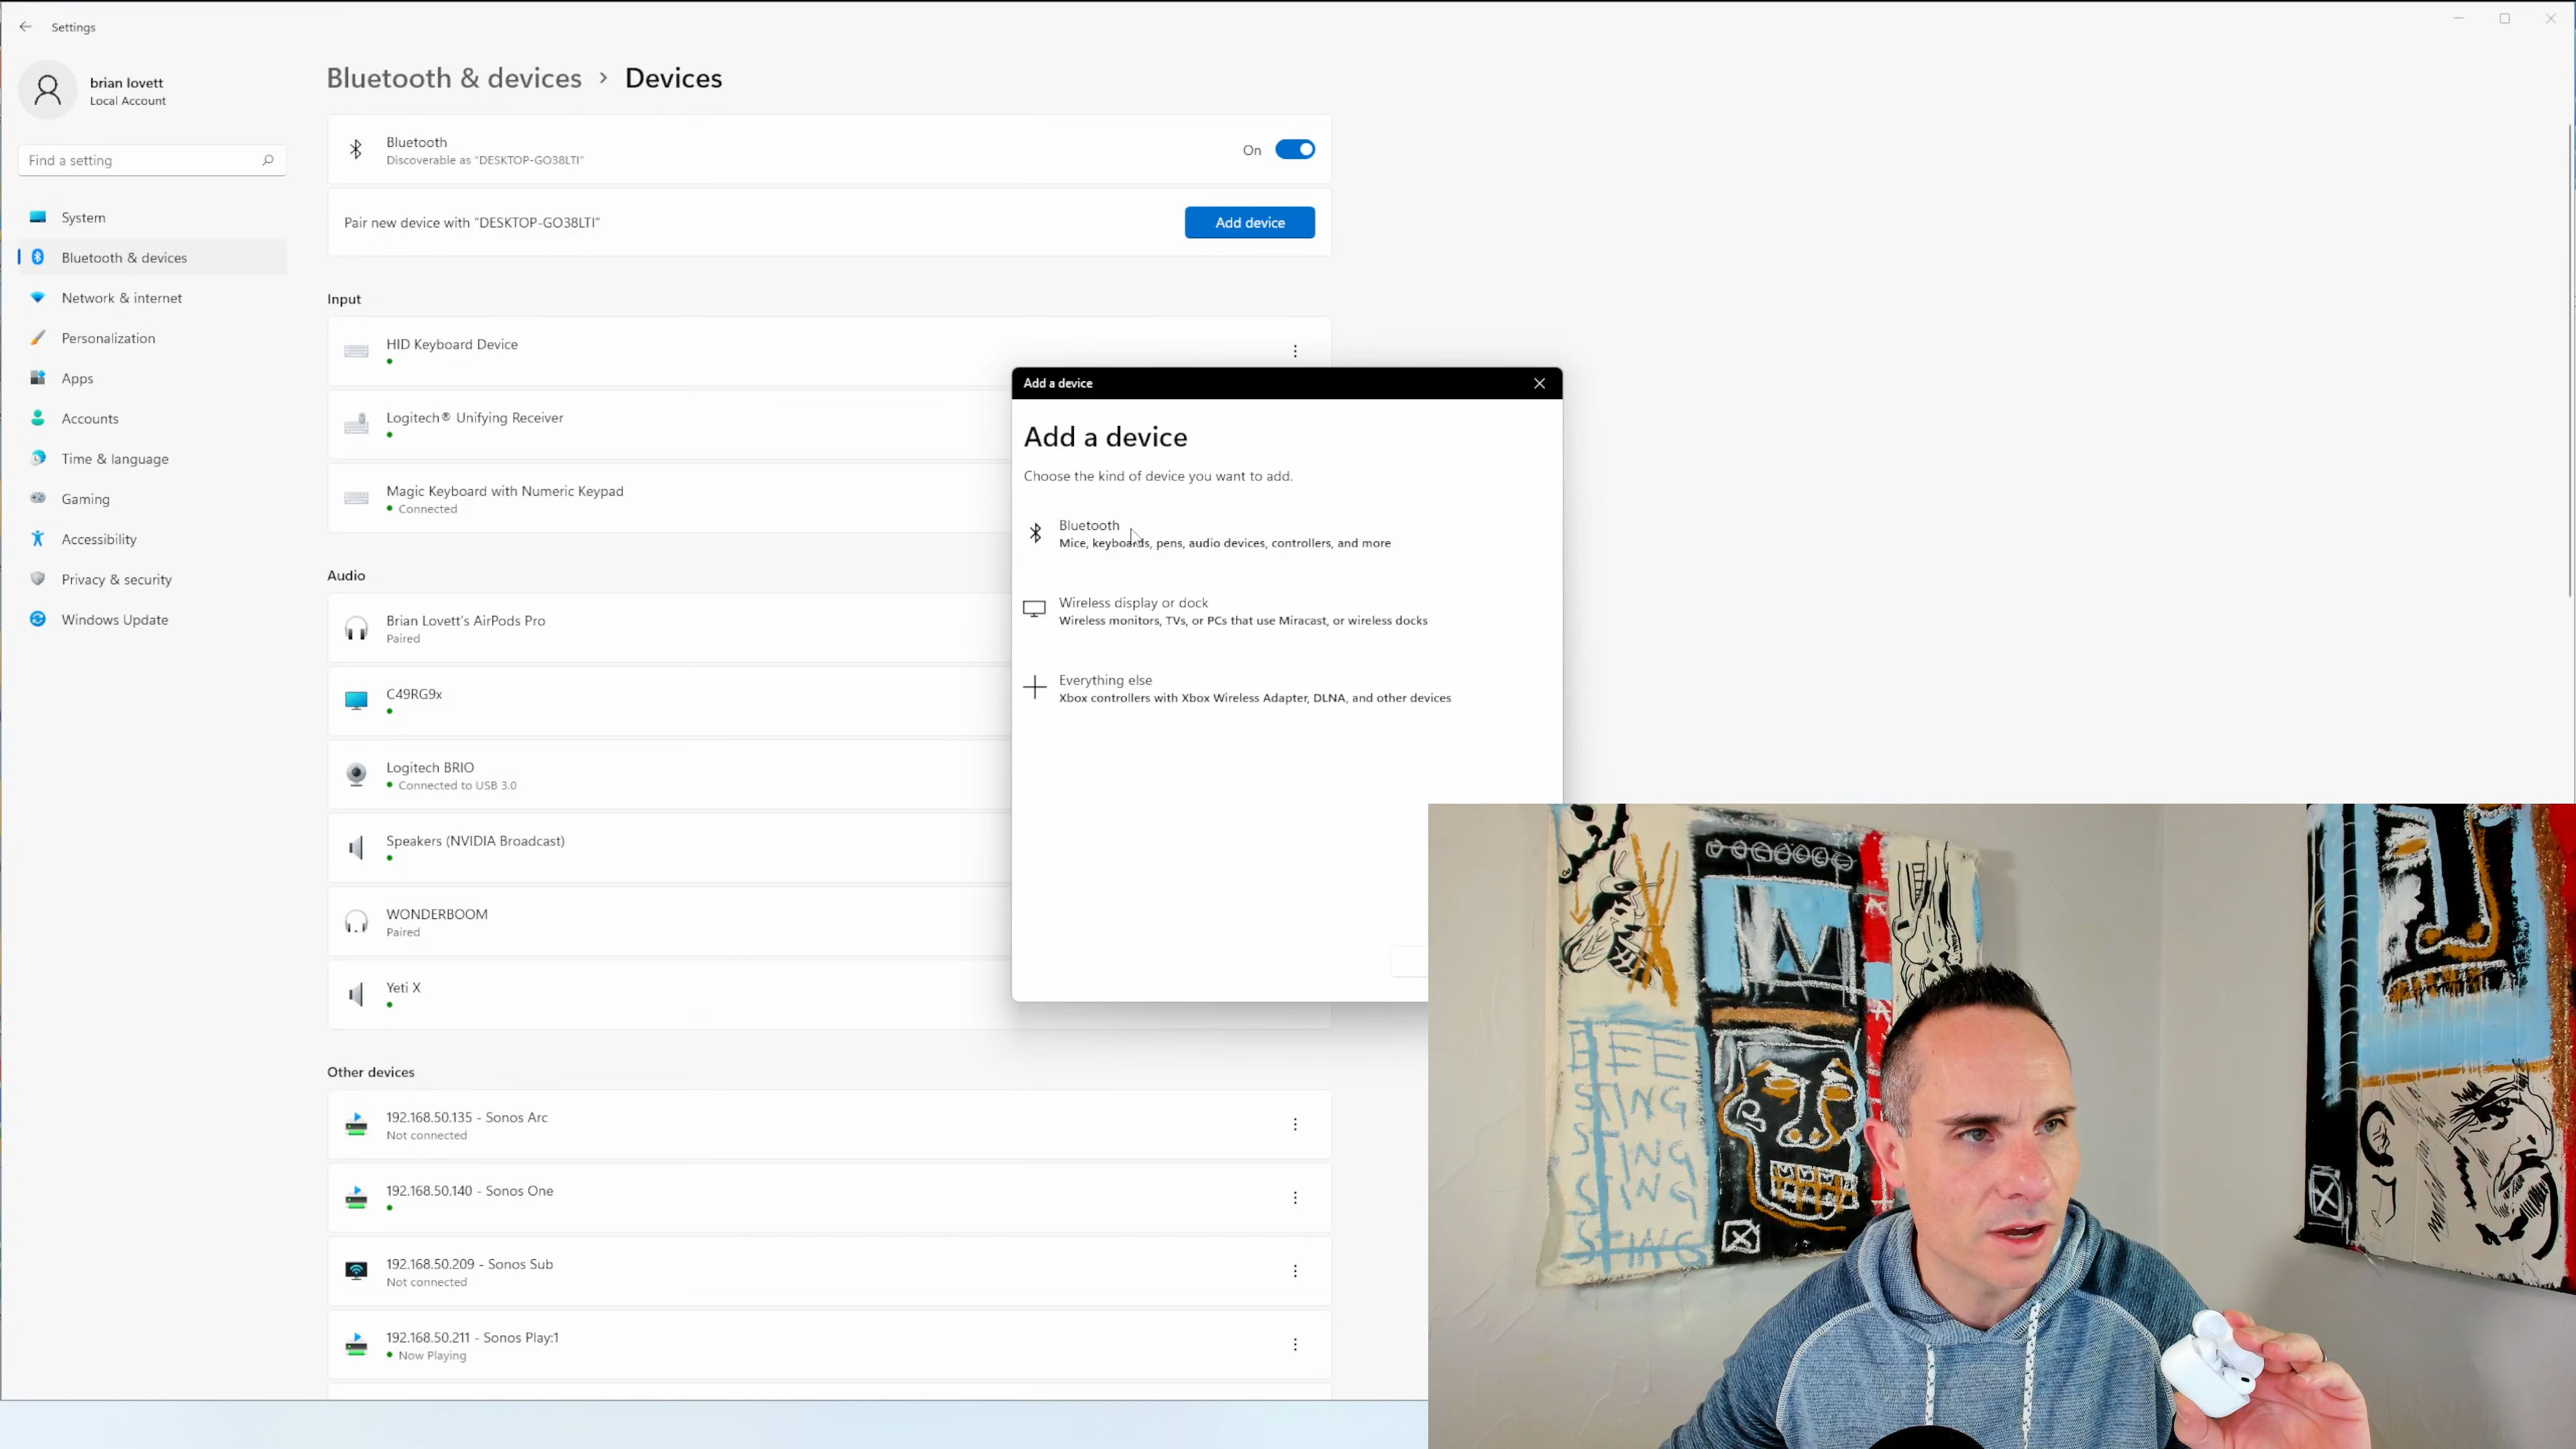 Settings
brian lovett
Local Account
Find a setting
System
Bluetooth & devices
Network & internet
Personalization
Apps
Accounts
Time & language
Gaming
Accessibility
Privacy & security
Windows Update
Bluetooth & devices > Devices
Bluetooth
Discoverable as "DESKTOP-GO38LTI"
On
Pair new device with "DESKTOP-GO38LTI"
Add device
Input
HID Keyboard Device
Logitech® Unifying Receiver
Magic Keyboard with Numeric Keypad
Connected
Audio
Brian Lovett's AirPods Pro
Paired
C49RG9x
Logitech BRIO
Connected to USB 3.0
Speakers (NVIDIA Broadcast)
WONDERBOOM
Paired
Yeti X
Other devices
192.168.50.135 - Sonos Arc
Not connected
192.168.50.140 - Sonos One
192.168.50.209 - Sonos Sub
Not connected
192.168.50.211 - Sonos Play:1
Now Playing
Add a device
Add a device
Choose the kind of device you want to add.
Bluetooth
Mice, keyboards, pens, audio devices, controllers, and more
Wireless display or dock
Wireless monitors, TVs, or PCs that use Miracast, or wireless docks
Everything else
Xbox controllers with Xbox Wireless Adapter, DLNA, and other devices
BEE
STING
STING
STING
STING